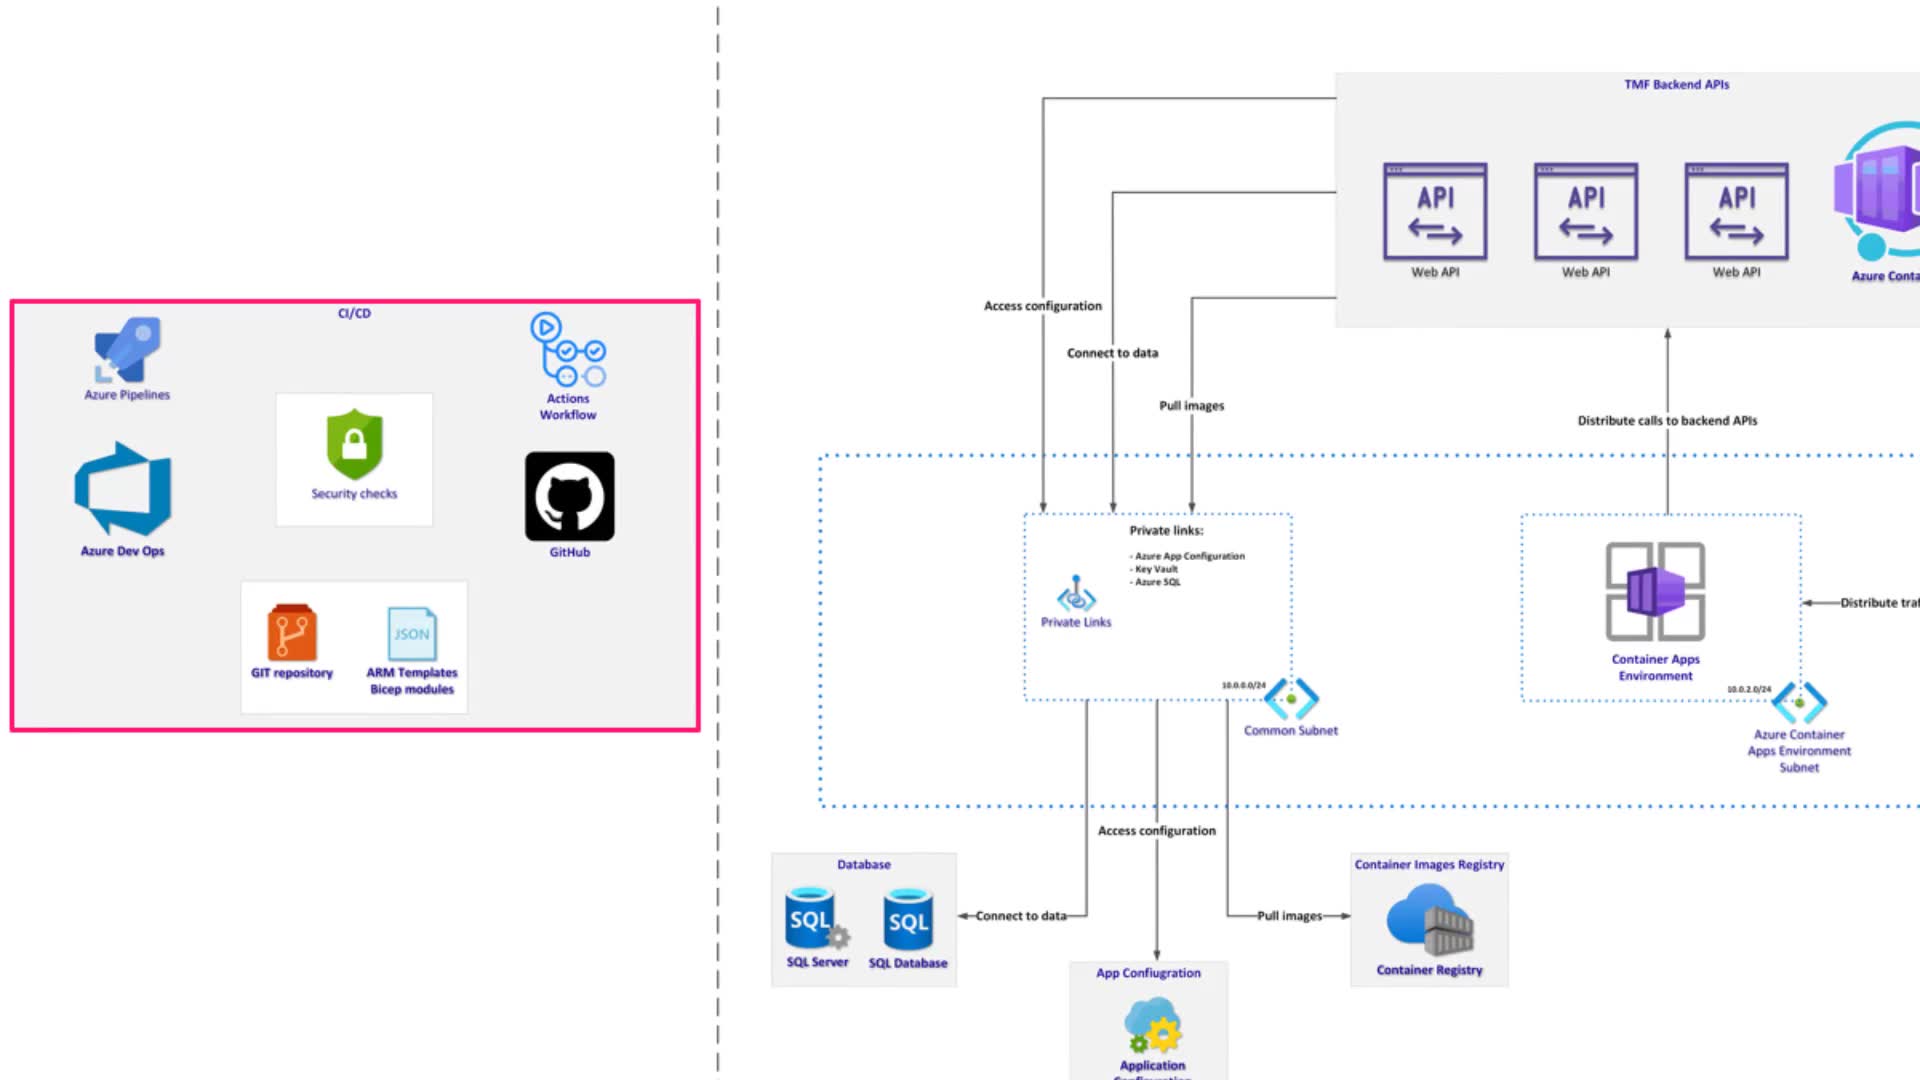 CI/CD
Azure Pipelines
Actions
Workflow
Security checks
Azure Dev Ops
GitHub
JSON
GIT repository
ARM Templates
Bicep modules
TMF Backend APIs
API
API
API
Web API
Web API
Web API
Azure Conta
Access configuration
Connect to data
Pull images
Distribute calls to backend APIs
Private links:
- Azure App Configuration
- Key Vault
- Azure SQL
Private Links
10.0.0.0/24
Common Subnet
Container Apps
Environment
Distribute traf
10.0.2.0/24
Azure Container
Apps Environment
Subnet
Access configuration
Connect to data
Pull images
Database
SQL
SQL
SQL Server
SQL Database
Container Images Registry
Container Registry
App Confiugration
Application